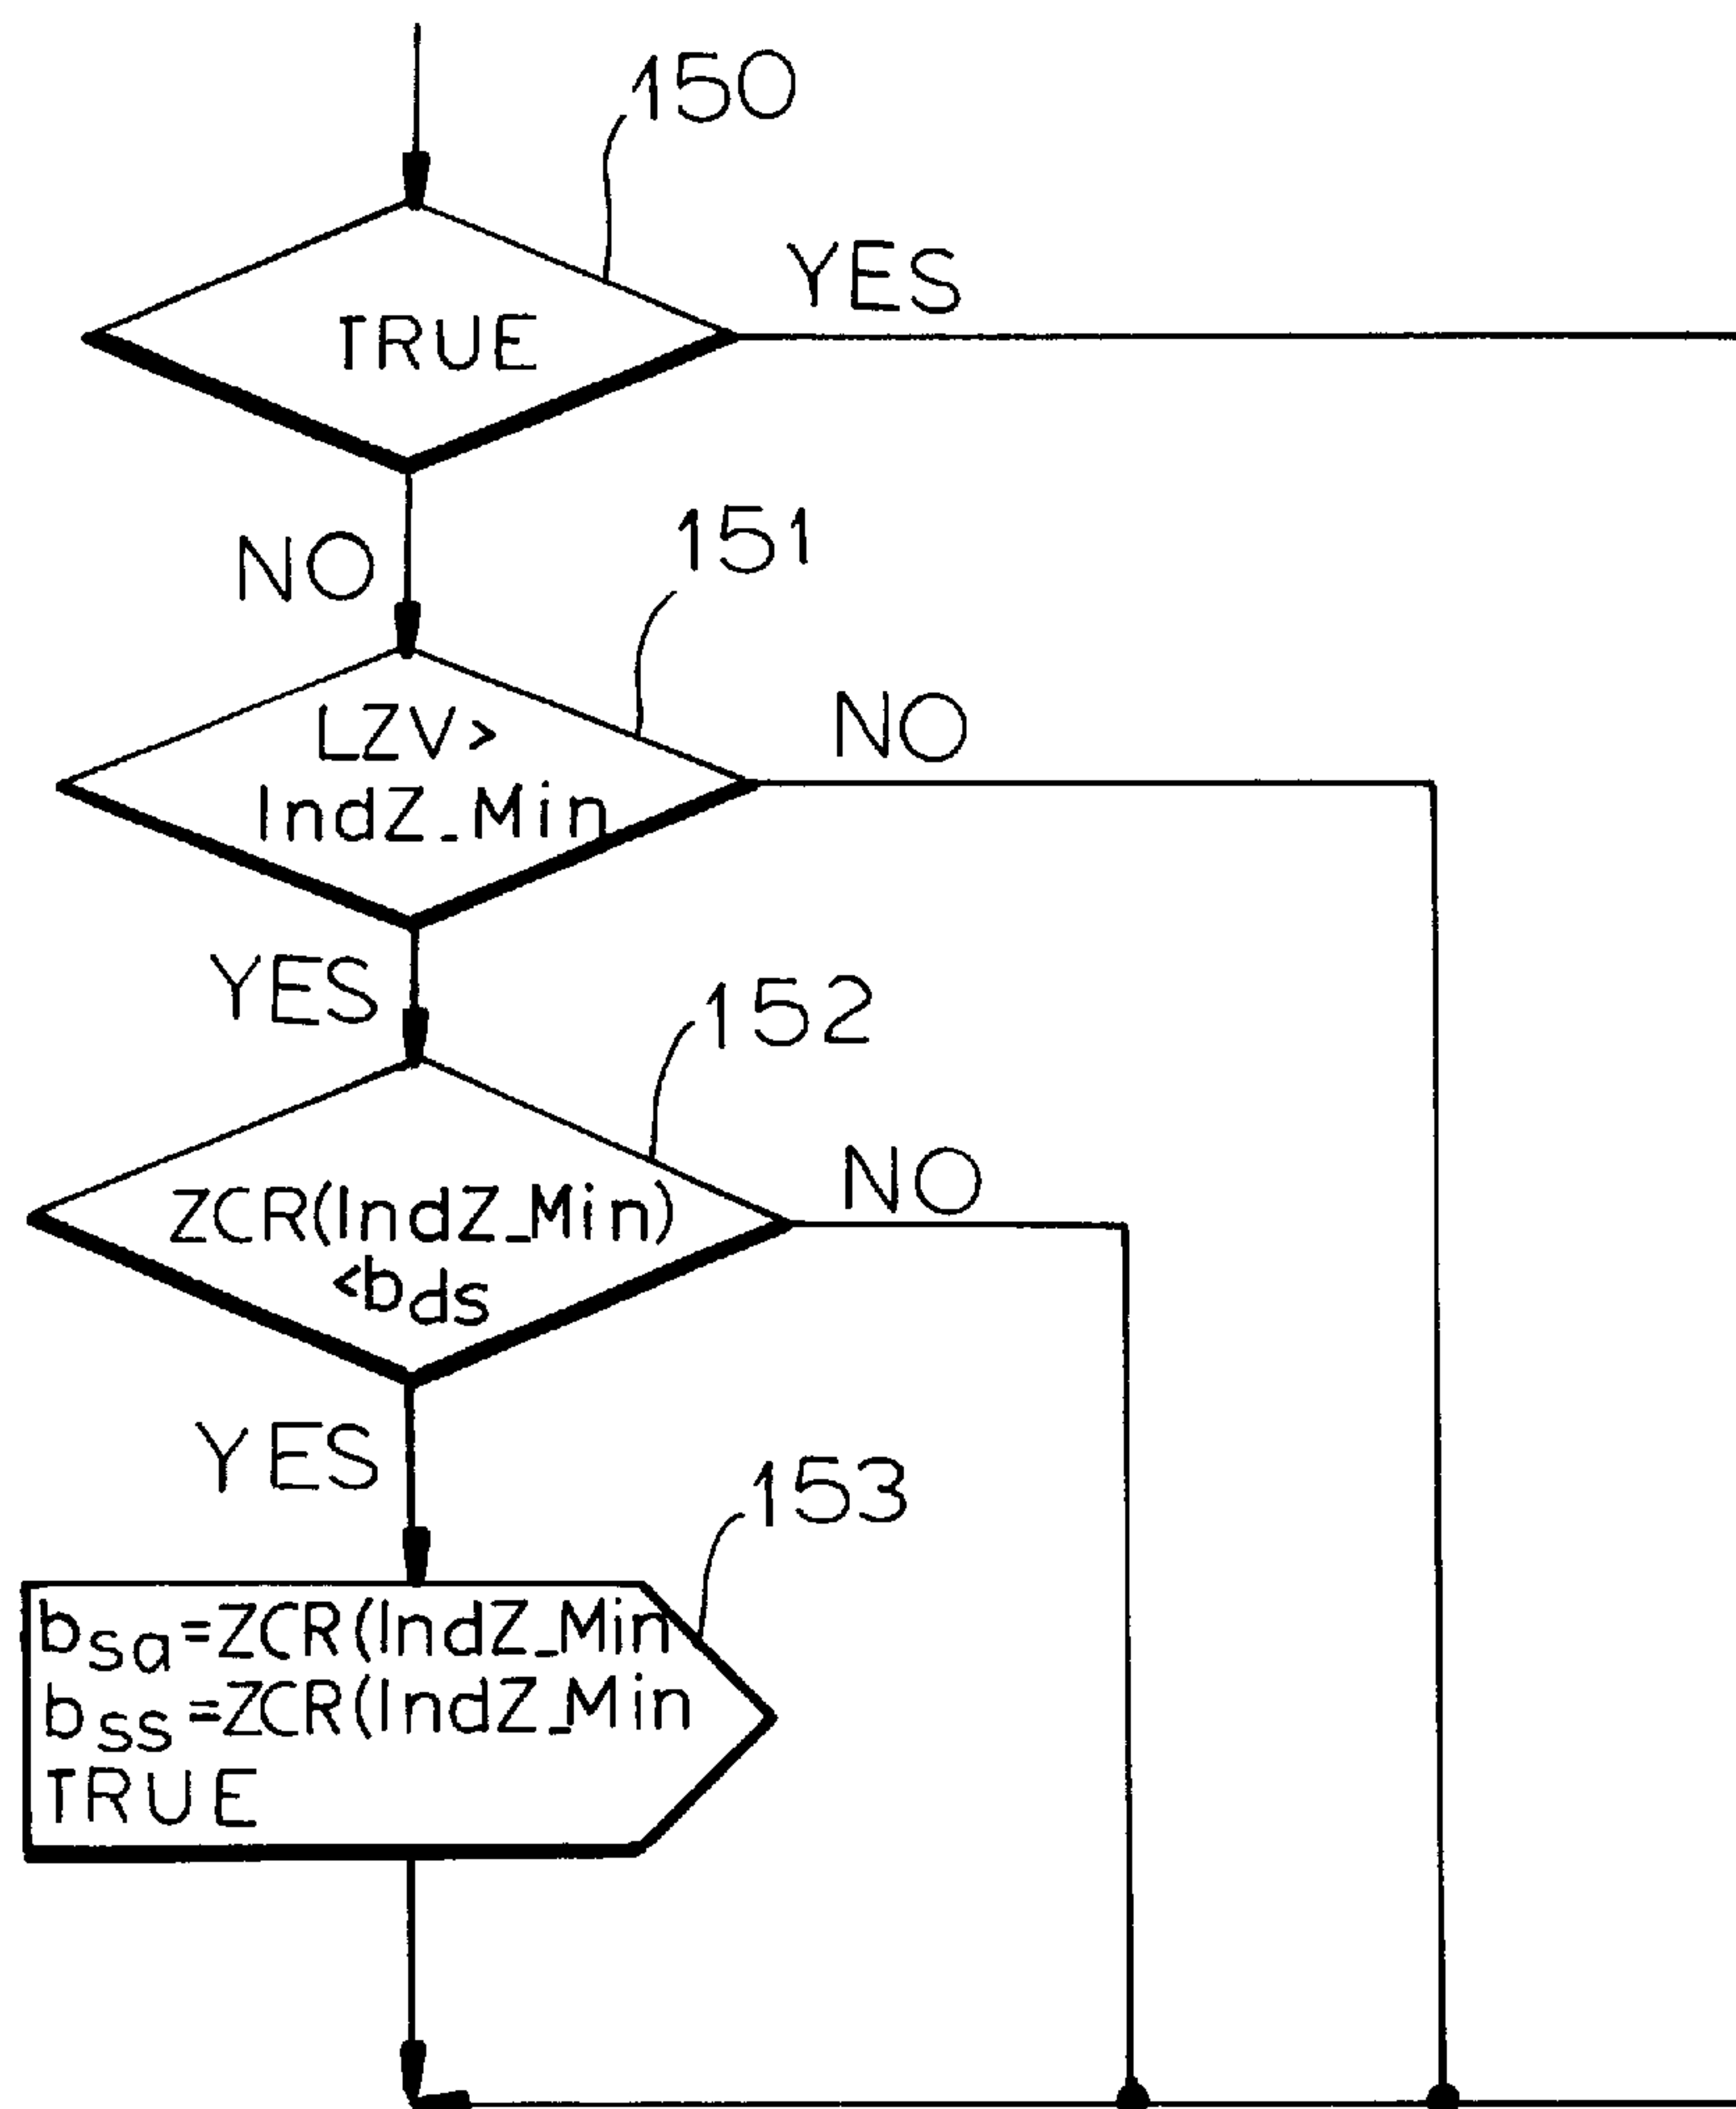 150
YES
TRUE
NO
151
LZV>
IndZ_Min
NO
YES
152
ZCR(IndZ_Min)
<bds
NO
YES
153
bsa=ZCR(IndZ_Min
bss=ZCR(IndZ_Min
TRUE